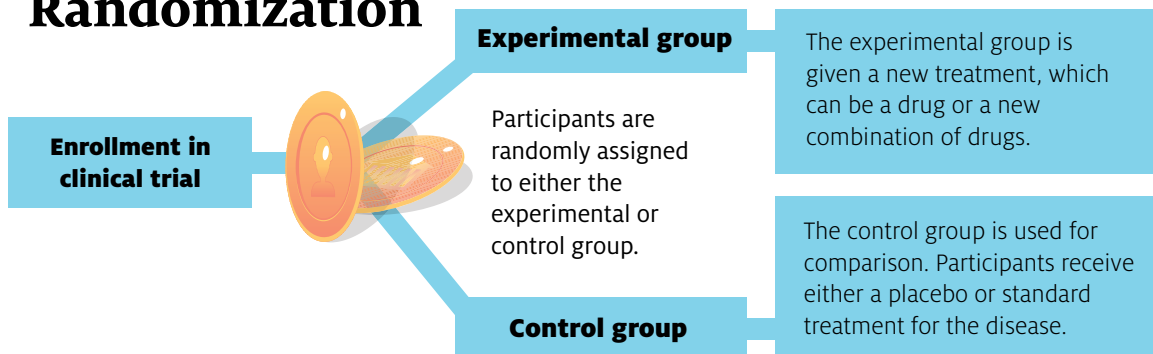 Randomization
Enrollment in
clinical trial
Experimental group
Participants are
randomly assigned
to either the
experimental or
control group.
Control group
The experimental group is
given a new treatment, which
can be a drug or a new
combination of drugs.
The control group is used for
comparison. Participants receive
either a placebo or standard
treatment for the disease.